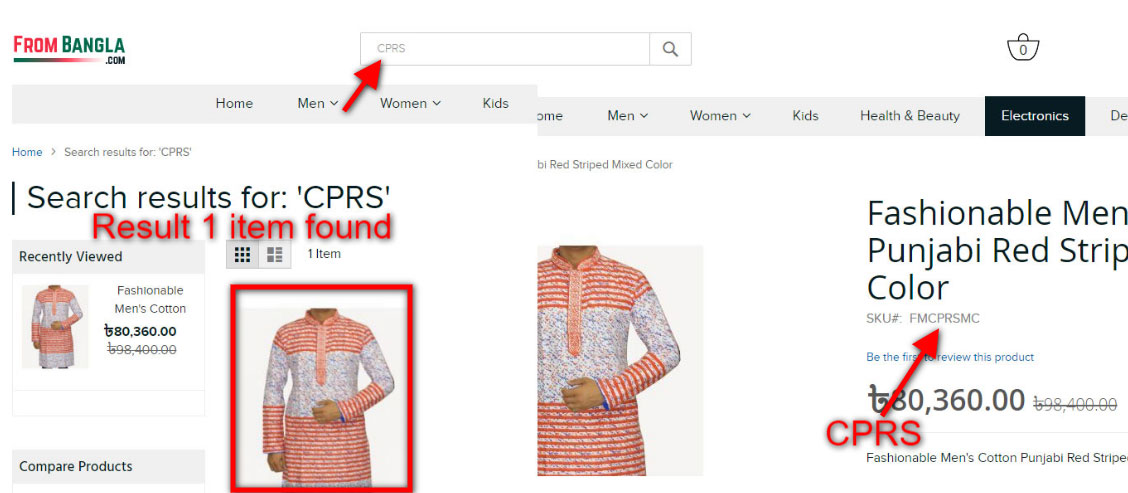 FROM BANGLA
.COM
CPRS
0
Home Men Women Kids
Home > Search results for: 'CPRS'
Search results for: 'CPRS'
Result 1 item found
Recently Viewed
1 Item
Fashionable
Men's Cotton
৳80,360.00
৳98,400.00
Compare Products
ome Men Women Kids Health & Beauty Electronics De
bi Red Striped Mixed Color
Fashionable Men
Punjabi Red Strip
Color
SKU#: FMCPRSMC
Be the first to review this product
৳80,360.00 ৳98,400.00
CPRS
Fashionable Men's Cotton Punjabi Red Stripe